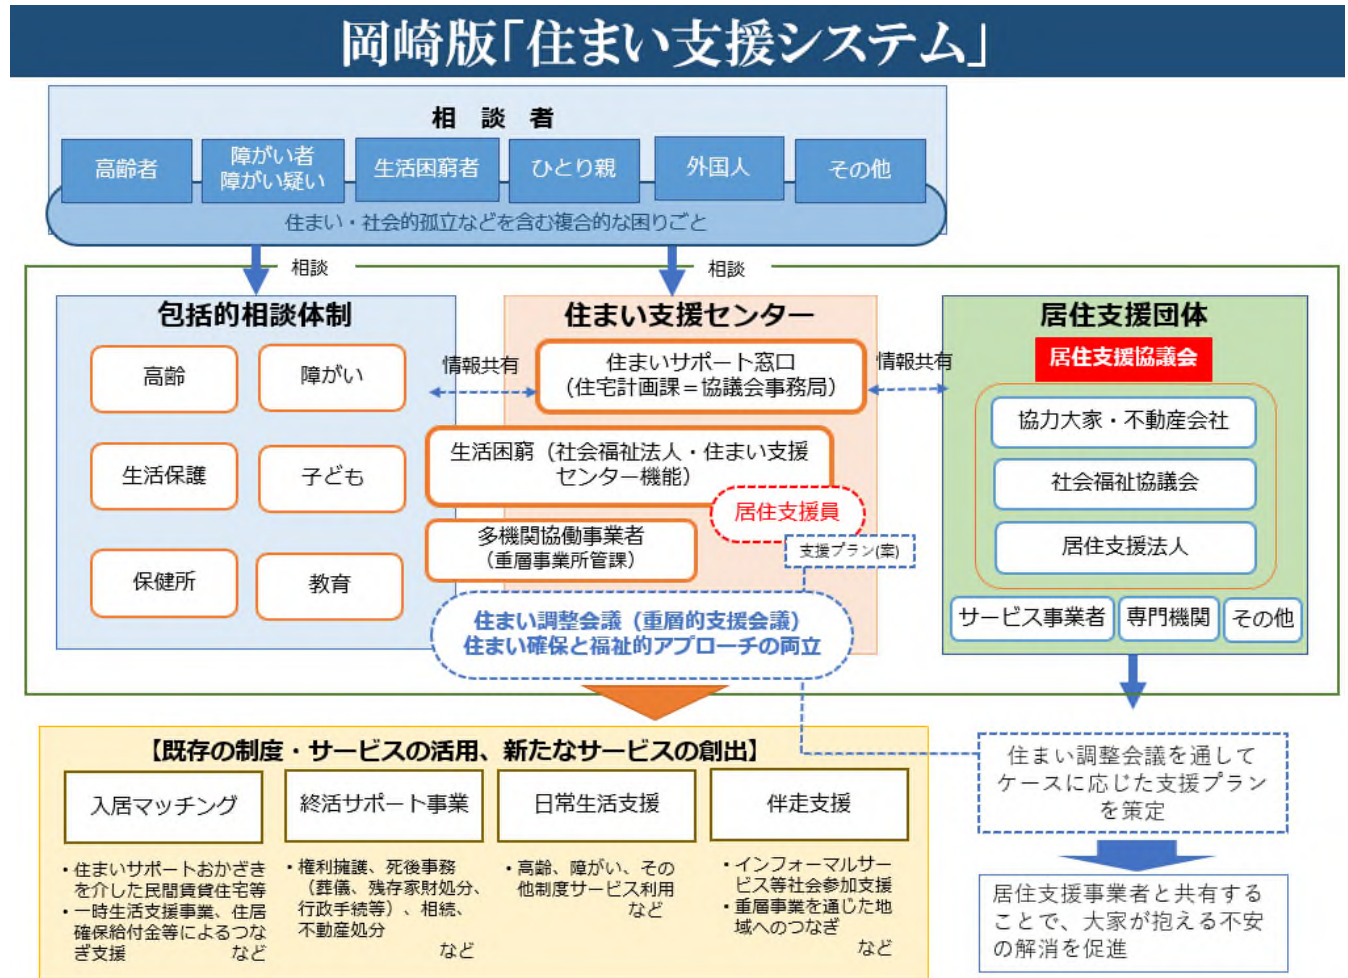 岡崎版「住まい支援システム」
相 談 者
高齢者
障がい者
障がい疑い
生活困窮者
ひとり親
外国人
その他
住まい・社会的孤立などを含む複合的な困りごと
相談
相談
包括的相談体制
高齢
障がい
生活保護
子ども
保健所
教育
情報共有
住まい支援センター
住まいサポート窓口
（住宅計画課＝協議会事務局）
生活困窮（社会福祉法人・住まい支援
センター機能）
居住支援員
多機関協働事業者
（重層事業所管課）
支援プラン(案)
住まい調整会議（重層的支援会議）
住まい確保と福祉的アプローチの両立
情報共有
居住支援団体
居住支援協議会
協力大家・不動産会社
社会福祉協議会
居住支援法人
サービス事業者
専門機関
その他
【既存の制度・サービスの活用、新たなサービスの創出】
入居マッチング
・住まいサポートおかざき
を介した民間賃貸住宅等
・一時生活支援事業、住居
確保給付金等によるつな
ぎ支援 など
終活サポート事業
・権利擁護、死後事務
（葬儀、残存家財処分、
行政手続等）、相続、
不動産処分
など
日常生活支援
・高齢、障がい、その
他制度サービス利用
など
伴走支援
・インフォーマルサー
ビス等社会参加支援
・重層事業を通じた地
域へのつなぎ
など
住まい調整会議を通して
ケースに応じた支援プラン
を策定
居住支援事業者と共有する
ことで、大家が抱える不安
の解消を促進